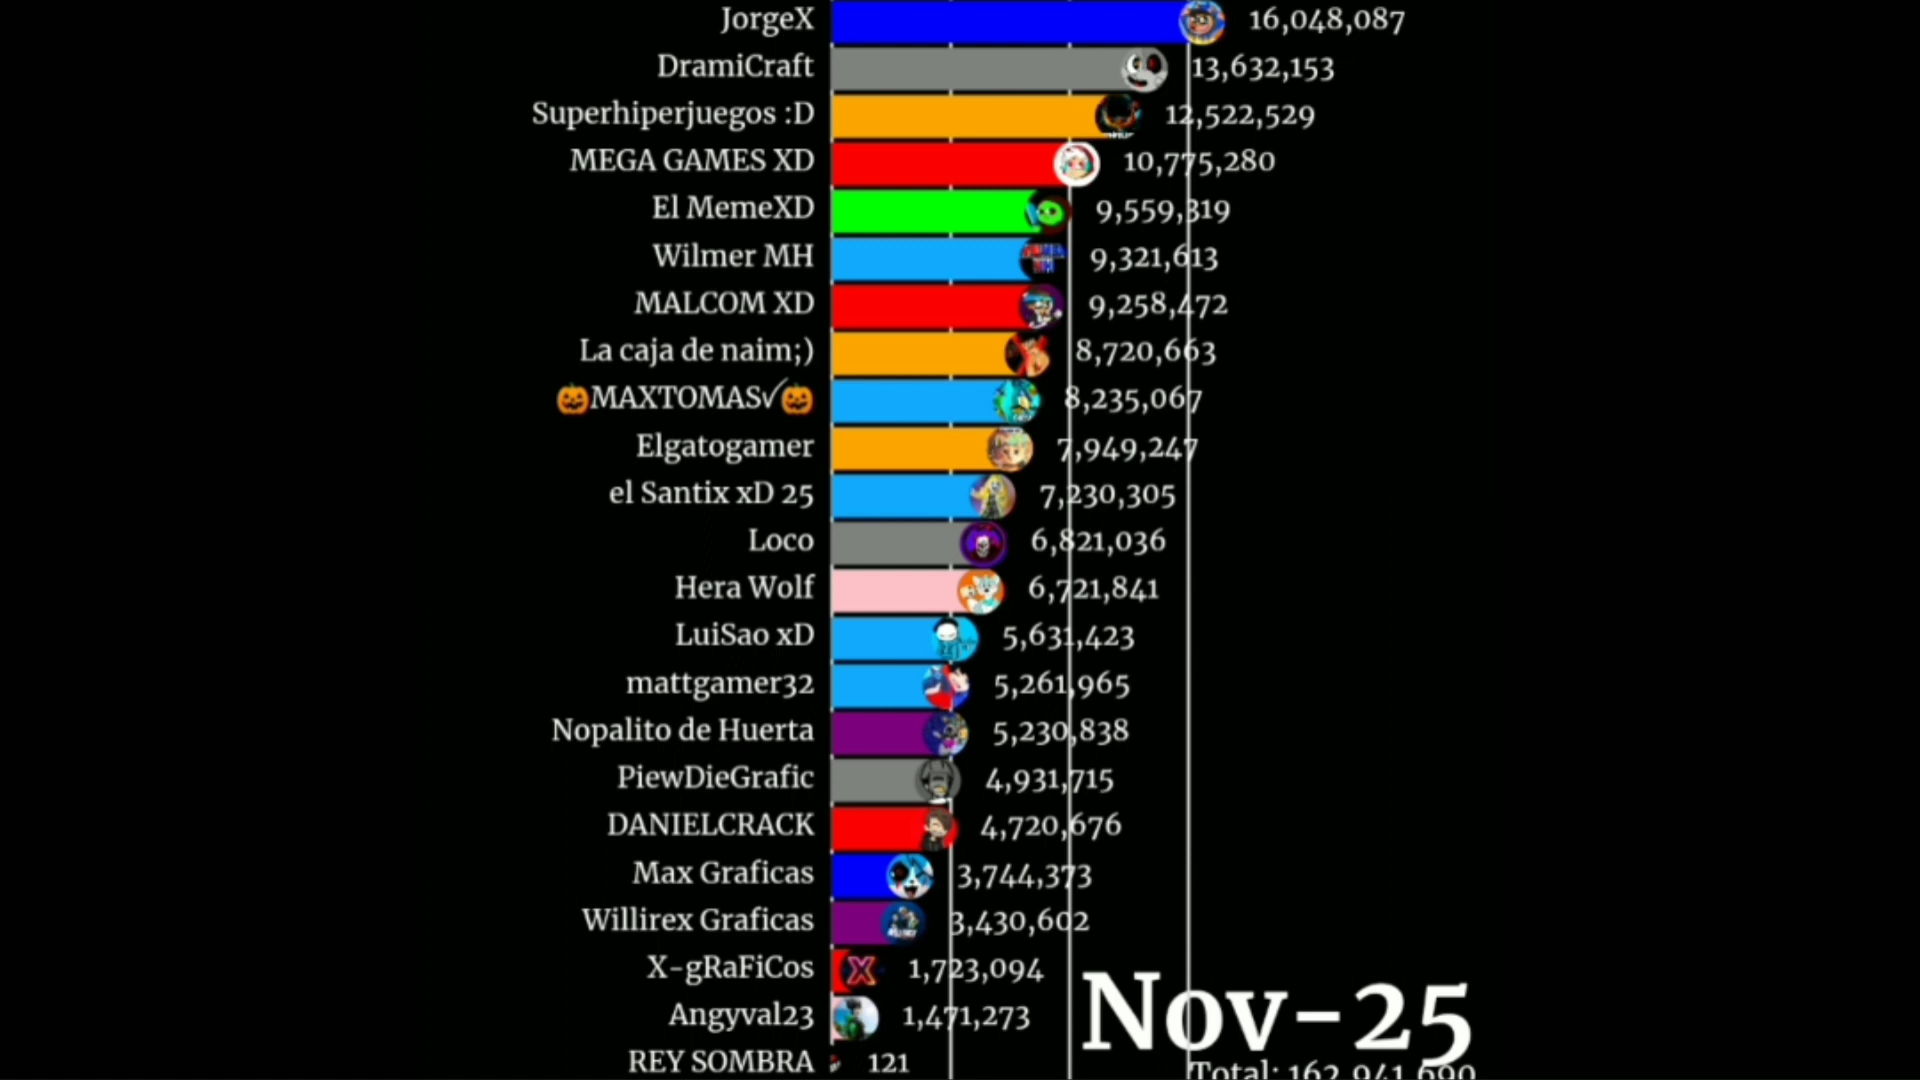 JorgeX 16,048,087
DramiCraft 13,632,153
Superhiperjuegos :D 12,522,529
MEGA GAMES XD 10,775,280
El MemeXD 9,559,319
Wilmer MH 9,321,613
MALCOM XD 9,258,472
La caja de naim;) 8,720,663
🎃MAXTOMAS✓🎃 8,235,067
Elgatogamer 7,949,247
el Santix xD 25 7,230,305
Loco 6,821,036
Hera Wolf 6,721,841
LuiSao xD 5,631,423
mattgamer32 5,261,965
Nopalito de Huerta 5,230,838
PiewDieGrafic 4,931,715
DANIELCRACK 4,720,676
Max Graficas 3,744,373
Willirex Graficas 3,430,602
X-gRaFiCos 1,723,094
Angyval23 1,471,273
REY SOMBRA 121
Nov-25
Total: 162,941,690